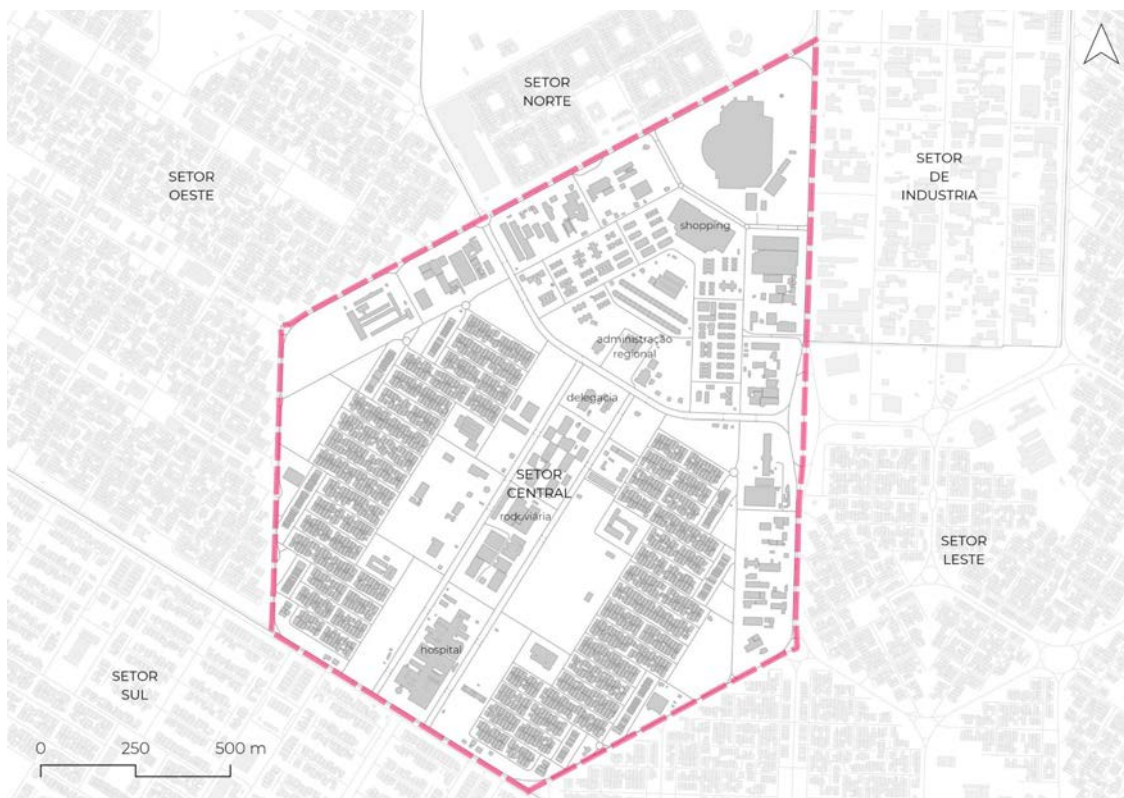 SETOR
NORTE
SETOR
OESTE
SETOR
DE
INDUSTRIA
shopping
administração
regional
delegacia
SETOR
CENTRAL
rodoviária
SETOR
LESTE
hospital
SETOR
SUL
0 250 500 m